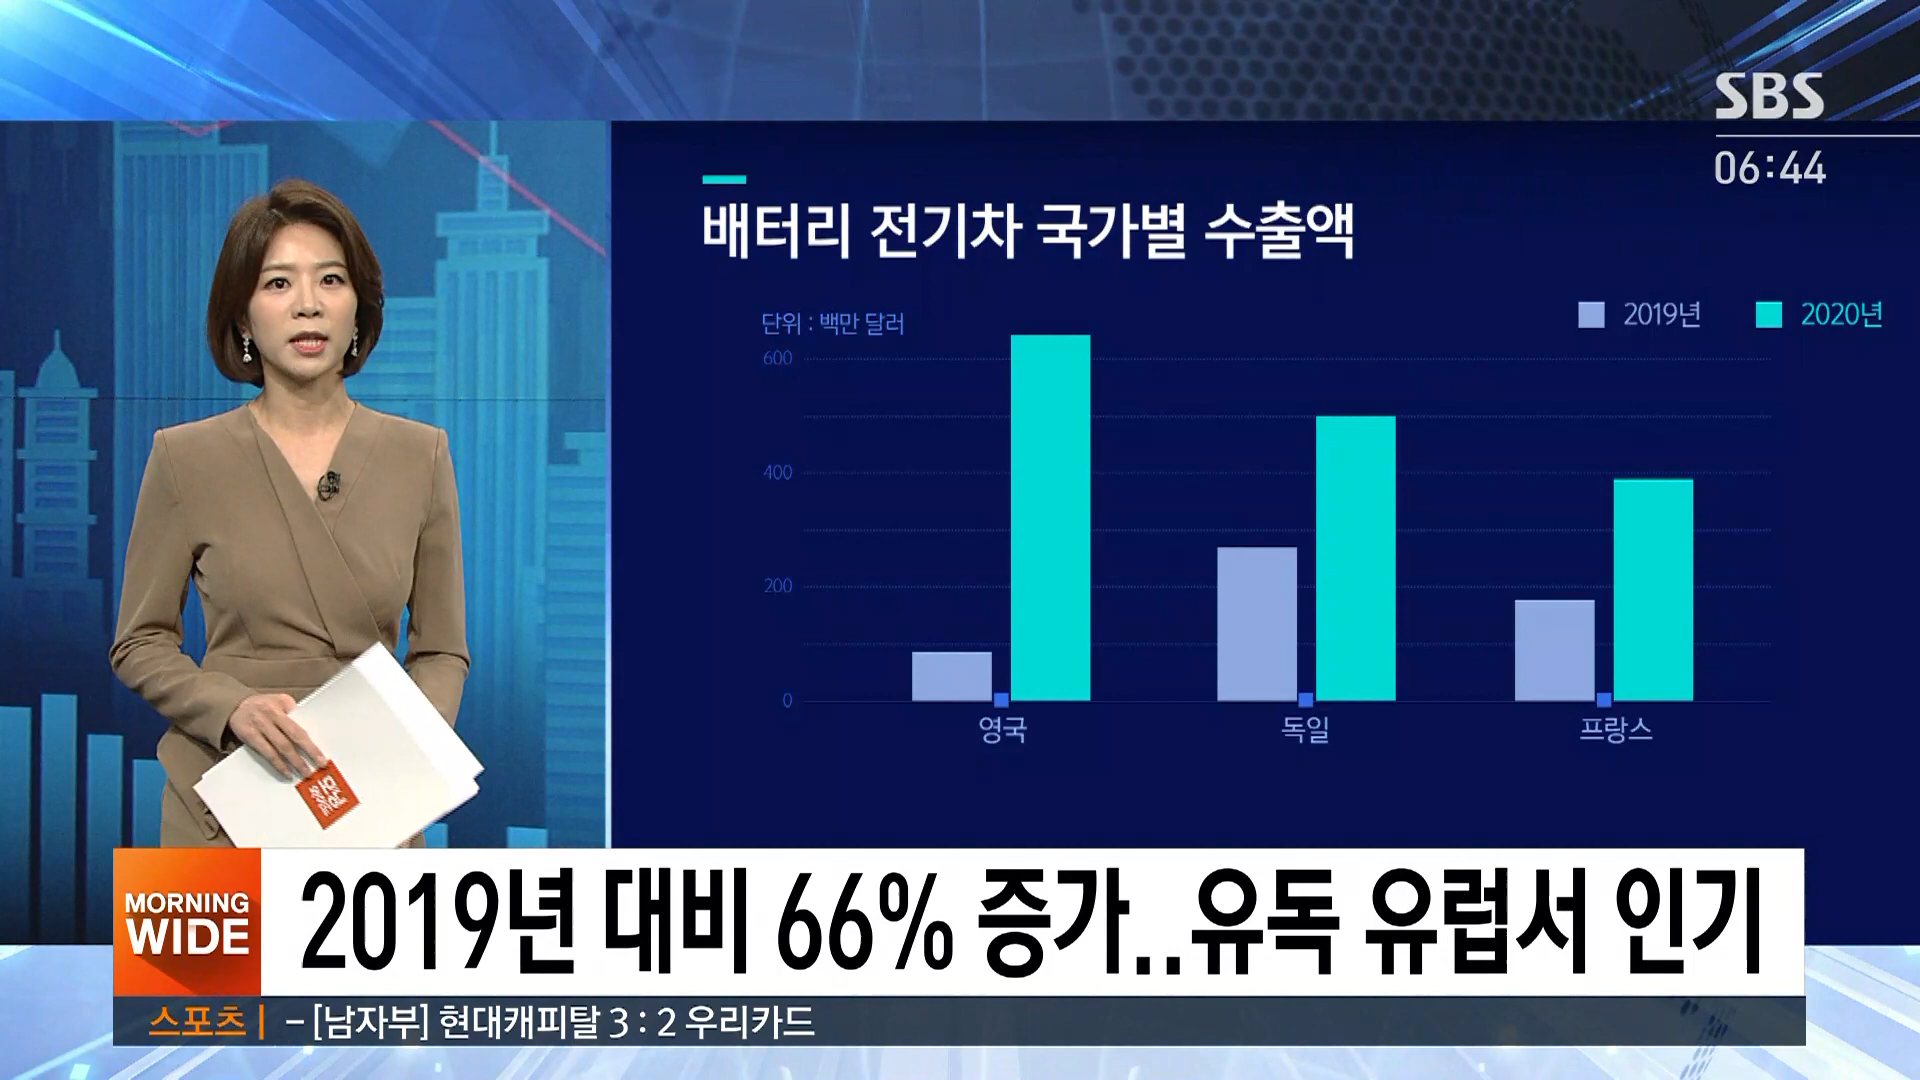 SBS
06:44
배터리 전기차 국가별 수출액
2019년 2020년
단위 : 백만 달러
600
400
200
0
영국 독일 프랑스
MORNING
WIDE
2019년 대비 66% 증가..유독 유럽서 인기
스포츠 | - [남자부] 현대캐피탈 3 : 2 우리카드